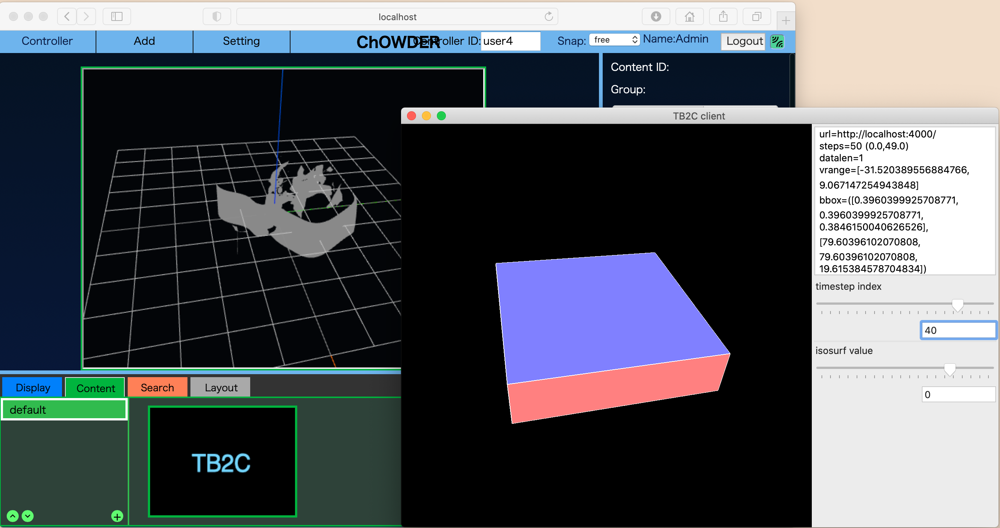 localhost
Controller
Add
Setting
ChOWDER
Controller ID:
user4
Snap:
free
Name:Admin
Logout
Content ID:
Group:
TB2C client
url=http://localhost:4000/
steps=50 (0.0,49.0)
datalen=1
vrange=[-31.520389556884766,
9.067147254943848]
bbox=([0.3960399925708771,
0.3960399925708771,
0.3846150040626526],
[79.60396102070808,
79.60396102070808,
19.615384578704834])
timestep index
40
isosurf value
0
Display
Content
Search
Layout
default
TB2C